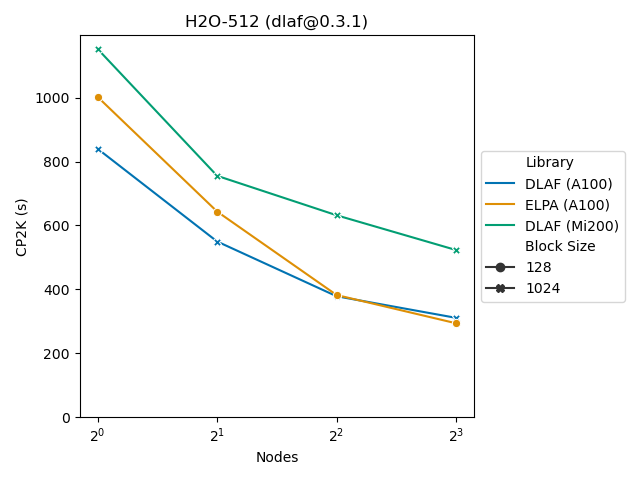 H2O-512 (dlaf@0.3.1)
CP2K (s)
1000
800
600
400
200
0
2^0 2^1 2^2 2^3
Nodes
Library
DLAF (A100)
ELPA (A100)
DLAF (Mi200)
Block Size
128
1024